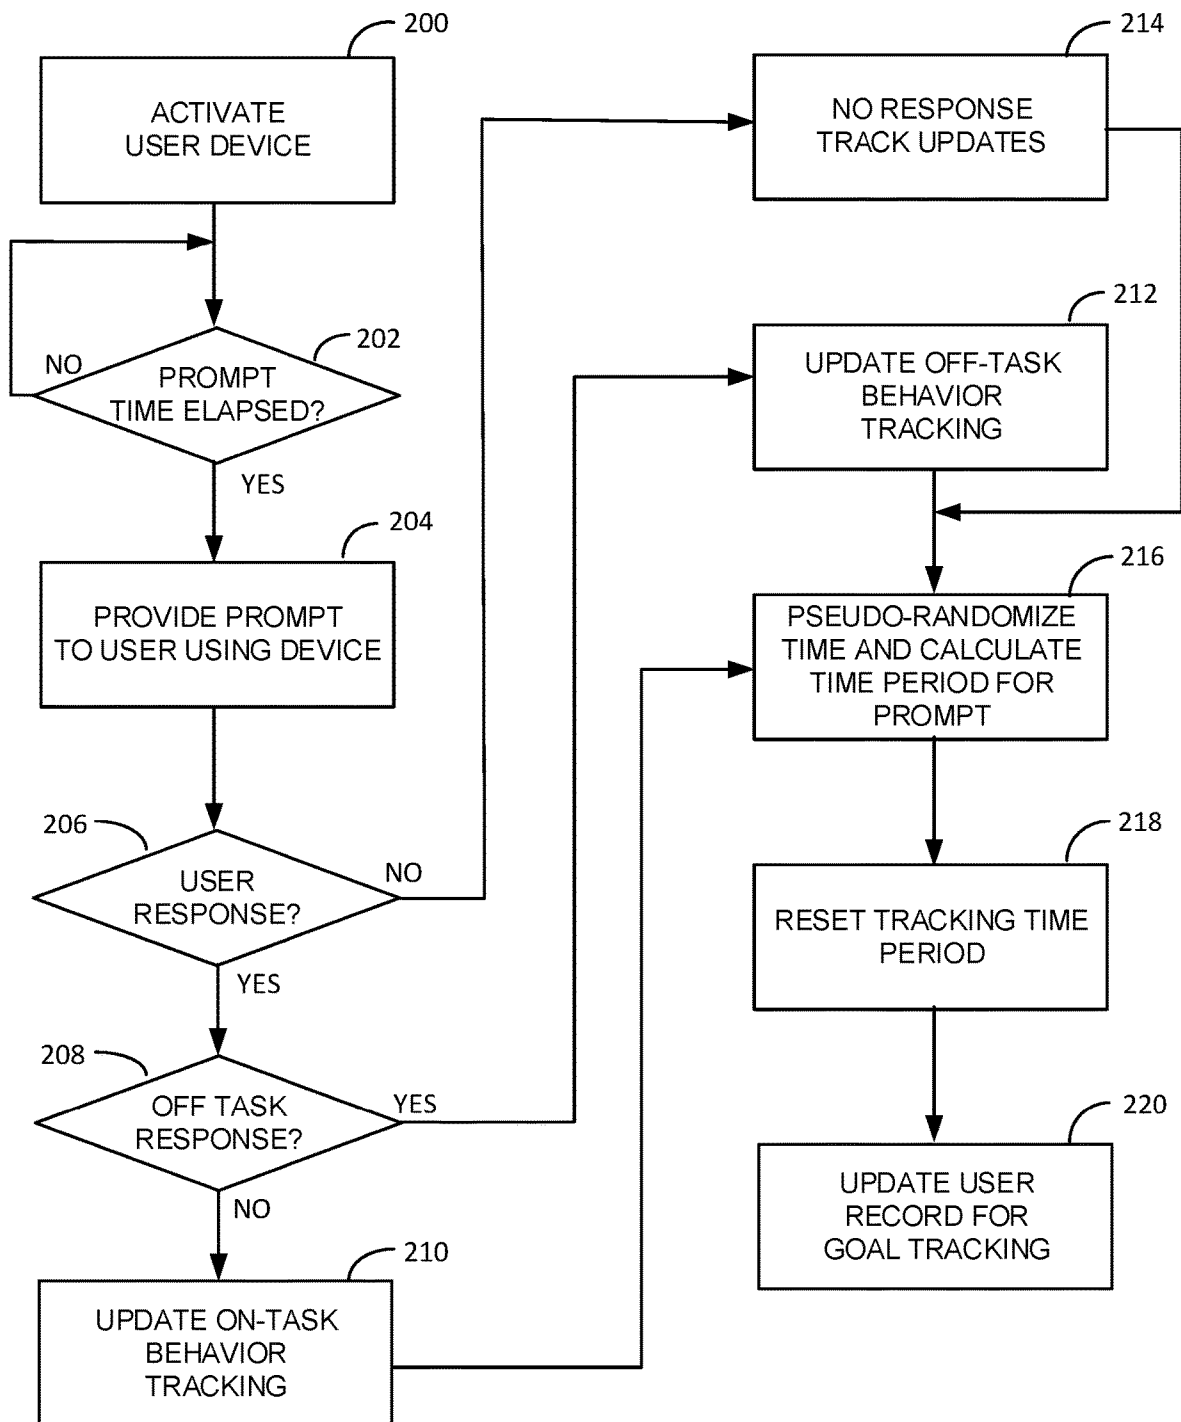 200
ACTIVATE
USER DEVICE
NO
202
PROMPT
TIME ELAPSED?
YES
204
PROVIDE PROMPT
TO USER USING DEVICE
206
USER
RESPONSE?
NO
YES
208
OFF TASK
RESPONSE?
YES
NO
210
UPDATE ON-TASK
BEHAVIOR
TRACKING
214
NO RESPONSE
TRACK UPDATES
212
UPDATE OFF-TASK
BEHAVIOR
TRACKING
216
PSEUDO-RANDOMIZE
TIME AND CALCULATE
TIME PERIOD FOR
PROMPT
218
RESET TRACKING TIME
PERIOD
220
UPDATE USER
RECORD FOR
GOAL TRACKING